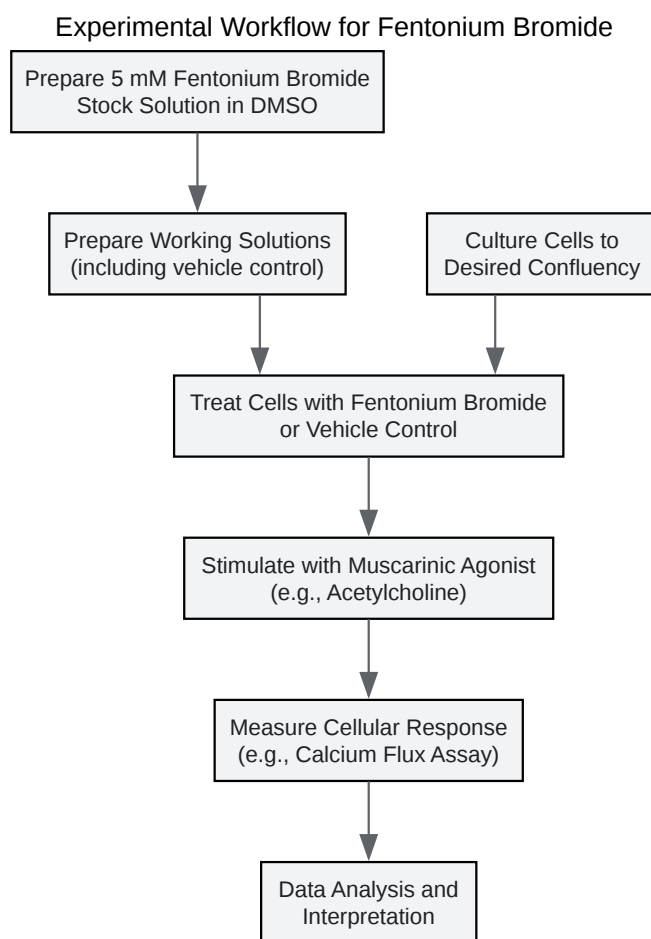 Experimental Workflow for Fentonium Bromide
Prepare 5 mM Fentonium Bromide
Stock Solution in DMSO
Prepare Working Solutions
(including vehicle control)
Culture Cells to
Desired Confluency
Treat Cells with Fentonium Bromide
or Vehicle Control
Stimulate with Muscarinic Agonist
(e.g., Acetylcholine)
Measure Cellular Response
(e.g., Calcium Flux Assay)
Data Analysis and
Interpretation